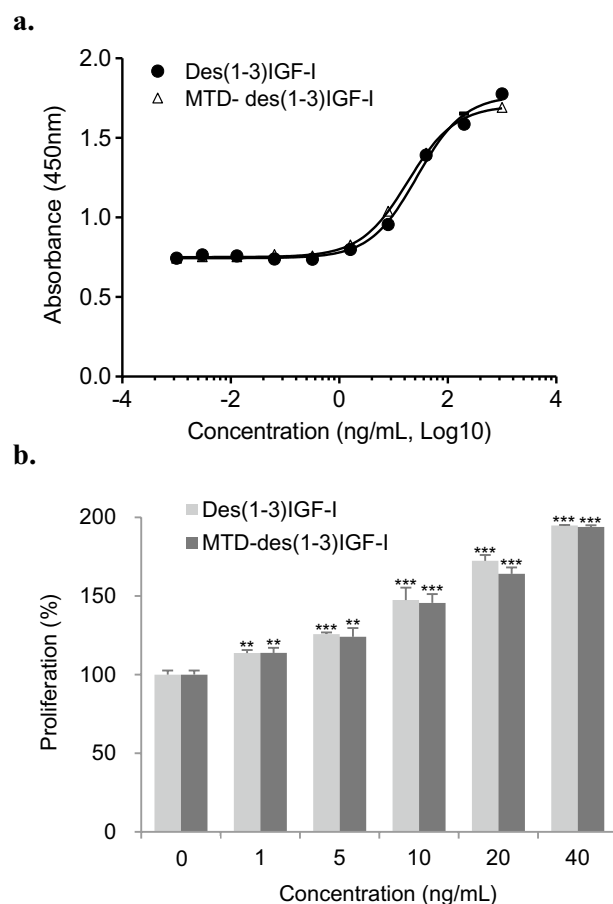 a.
Des(1-3)IGF-I
MTD- des(1-3)IGF-I
Absorbance (450nm)
2.0
1.5
1.0
0.5
0.0
-4 -2 0 2 4
Concentration (ng/mL, Log10)
b.
Des(1-3)IGF-I
MTD-des(1-3)IGF-I
Proliferation (%)
200
150
100
50
0
** ** *** ** *** *** *** *** *** ***
0 1 5 10 20 40
Concentration (ng/mL)